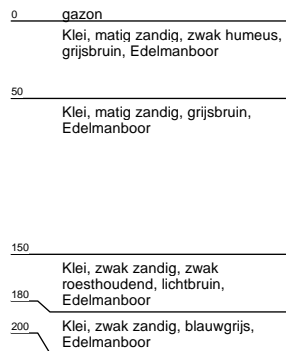 0 gazon
Klei, matig zandig, zwak humeus,
grijsbruin, Edelmanboor
50
Klei, matig zandig, grijsbruin,
Edelmanboor
150
Klei, zwak zandig, zwak
roesthoudend, lichtbruin,
Edelmanboor
180
Klei, zwak zandig, blauwgrijs,
Edelmanboor
200